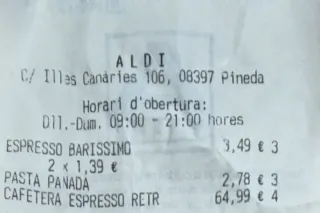 ALDI
C/ Illes Canàries 106, 08397 Pineda
Horari d'obertura:
Dll.-Dum. 09:00 - 21:00 hores
ESPRESSO BARISSIMO 3,49 € 3
2 x 1,39 €
PASTA PANADA 2,78 € 3
CAFETERA ESPRESSO RETR 64,99 € 4